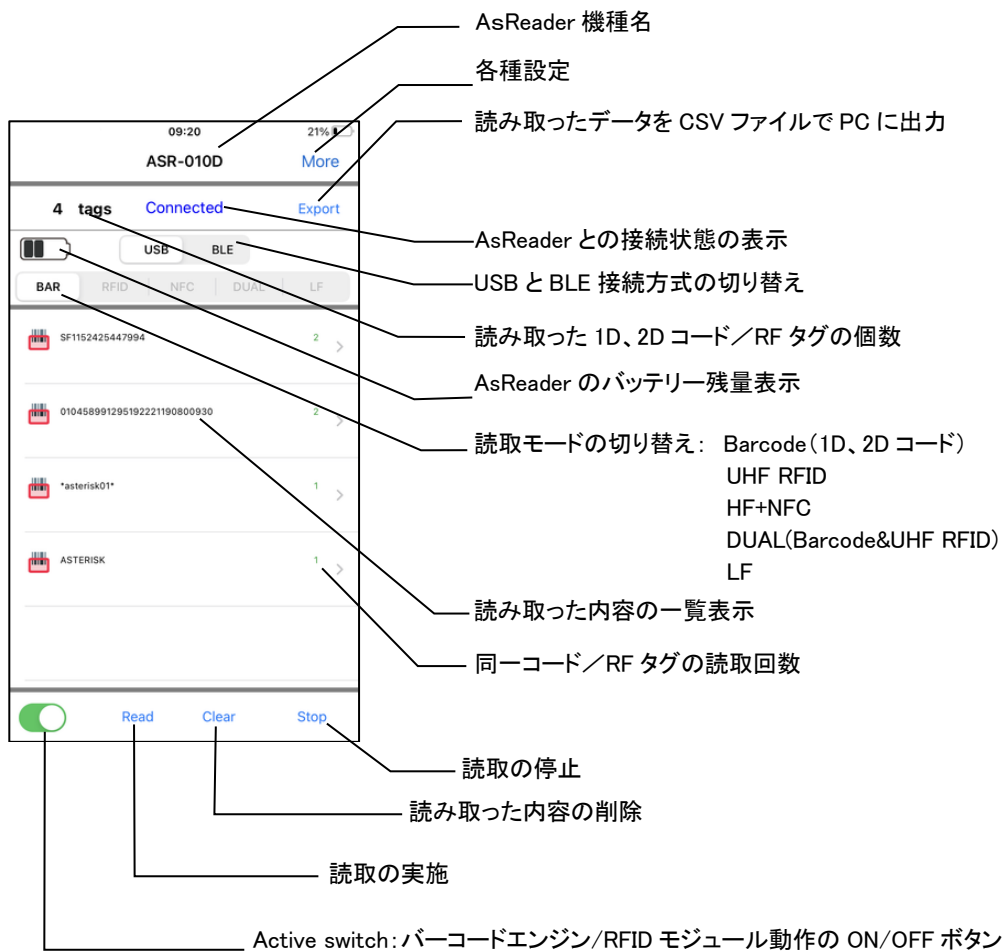 AsReader 機種名
各種設定
読み取ったデータを CSV ファイルで PC に出力
09:20 21%
ASR-010D More
4 tags Connected Export
AsReader との接続状態の表示
USB BLE
USB と BLE 接続方式の切り替え
BAR RFID NFC DUAL LF
SF1152425447994 2
読み取った 1D、2D コード／RF タグの個数
AsReader のバッテリー残量表示
010458991295192221190800930 2
読取モードの切り替え： Barcode（1D、2D コード）
UHF RFID
HF+NFC
DUAL(Barcode&UHF RFID)
LF
*asterisk01* 1
ASTERISK 1
読み取った内容の一覧表示
同一コード／RF タグの読取回数
Read Clear Stop
読取の停止
読み取った内容の削除
読取の実施
Active switch：バーコードエンジン/RFID モジュール動作の ON/OFF ボタン